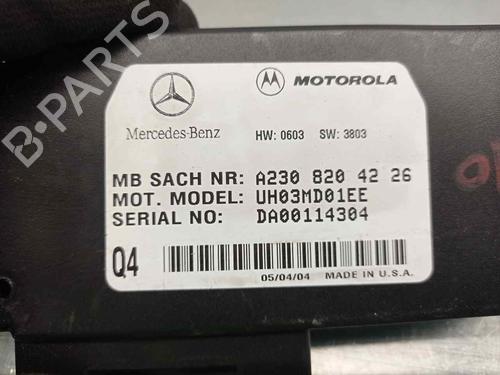 MOTOROLA
Mercedes-Benz HW: 0603 SW: 3803
MB SACH NR: A230 820 42 26
MOT. MODEL: UH03MD01EE
SERIAL NO: DA00114304
Q4
05/04/04 MADE IN U.S.A.
B-PARTS